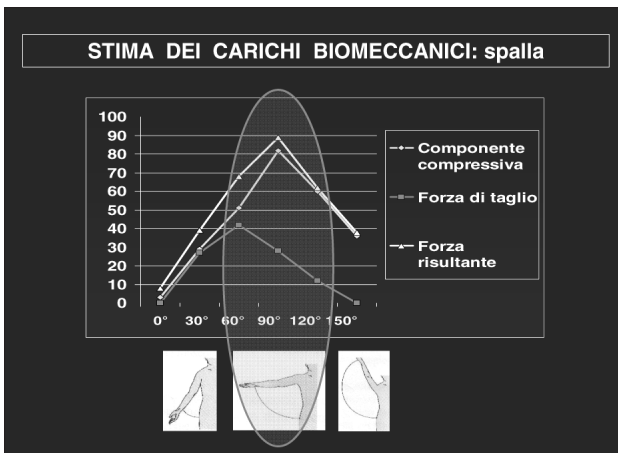 STIMA DEI CARICHI BIOMECCANICI: spalla
100
90
80
70
60
50
40
30
20
10
0
0° 30° 60° 90° 120° 150°
Componente
compressiva
Forza di taglio
Forza
risultante